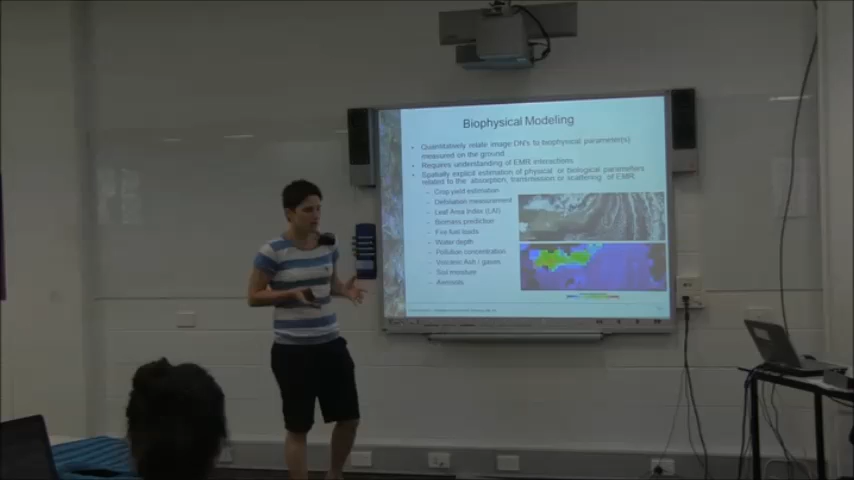 Biophysical Modeling
• Quantitatively relate image DN's to biophysical parameter(s)
measured on the ground.
• Requires understanding of EMR interactions.
• Spatially explicit estimation of physical or biological parameters
related to the absorption, transmission or scattering of EMR.
– Crop yield estimation
– Defoliation measurement
– Leaf Area Index (LAI)
– Biomass prediction
– Fire fuel loads
– Water depth
– Pollution concentration
– Volcanic Ash / gases
– Soil moisture
– Aerosols